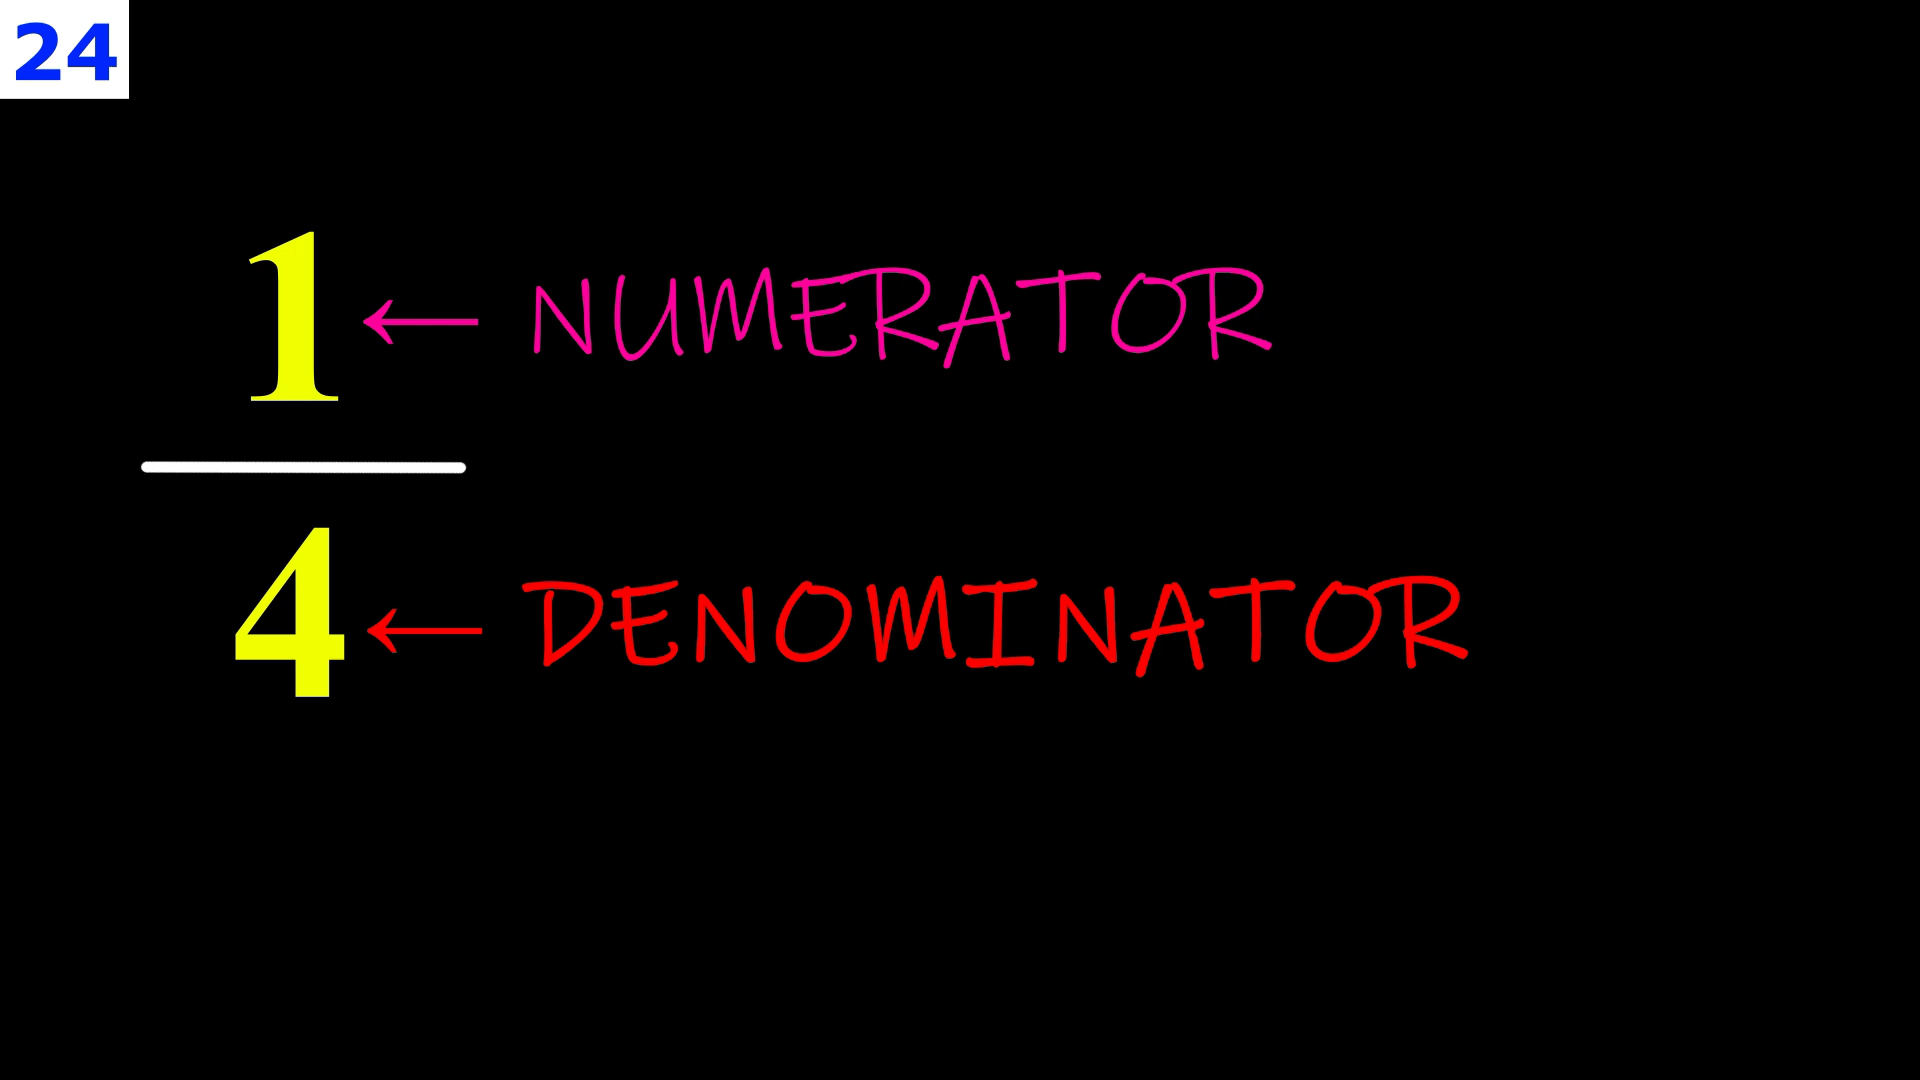 24
1 ← NUMERATOR
4 ← DENOMINATOR